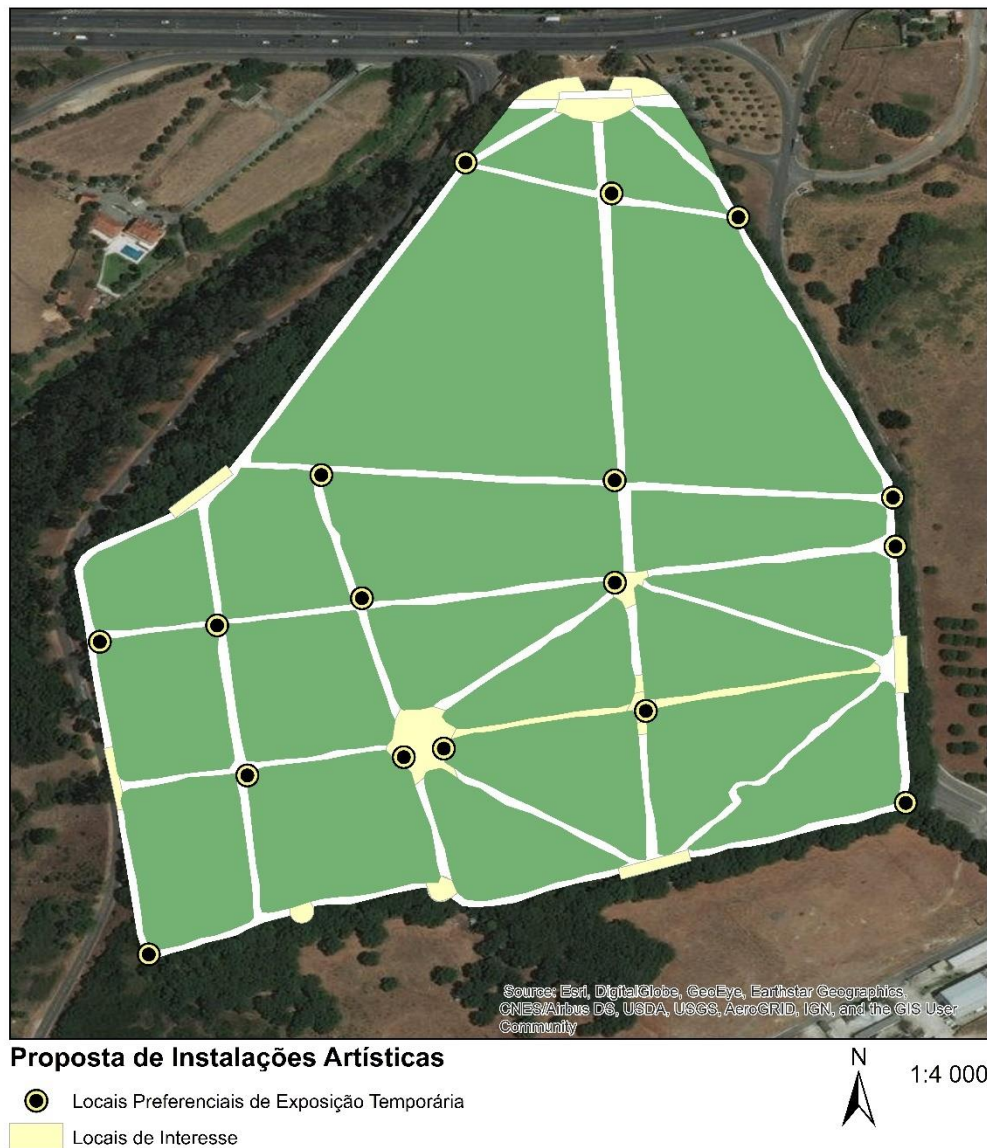 Source: Esri, DigitalGlobe, GeoEye, Earthstar Geographics,
CNES/Airbus DS, USDA, USGS, AeroGRID, IGN, and the GIS User
Community
Proposta de Instalações Artísticas
N
1:4 000
Locais Preferenciais de Exposição Temporária
Locais de Interesse